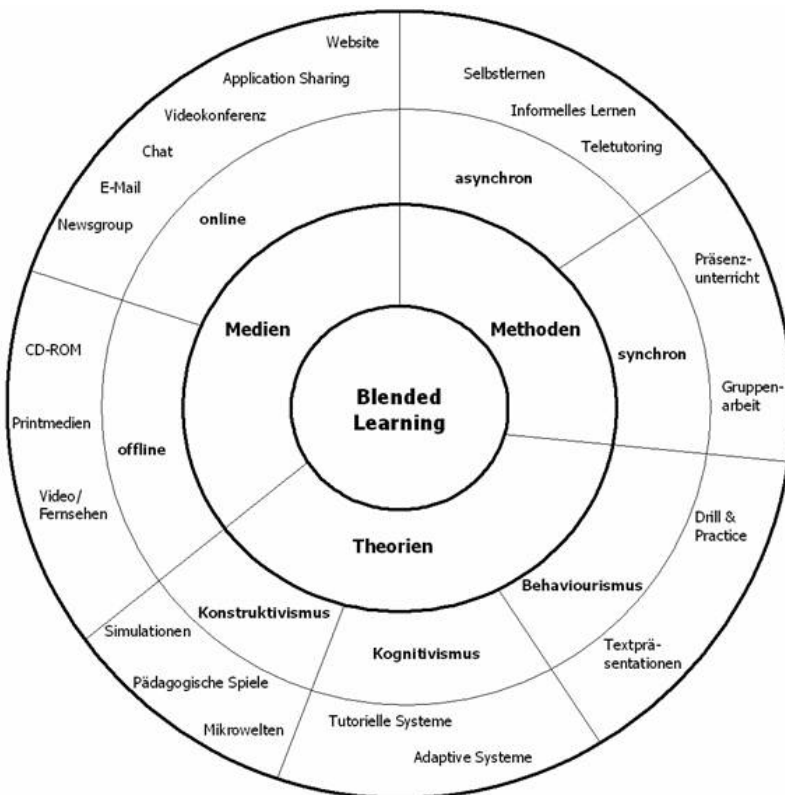 Website
Application Sharing
Videokonferenz
Chat
E-Mail
Newsgroup
online
Selbstlernen
Informelles Lernen
Teletutoring
asynchron
Präsenz-
unterricht
synchron
Gruppen-
arbeit
Medien
Methoden
Blended
Learning
Theorien
CD-ROM
Printmedien
offline
Video/
Fernsehen
Konstruktivismus
Simulationen
Pädagogische Spiele
Mikrowelten
Kognitivismus
Tutorielle Systeme
Adaptive Systeme
Behaviourismus
Drill &
Practice
Textprä-
sentationen